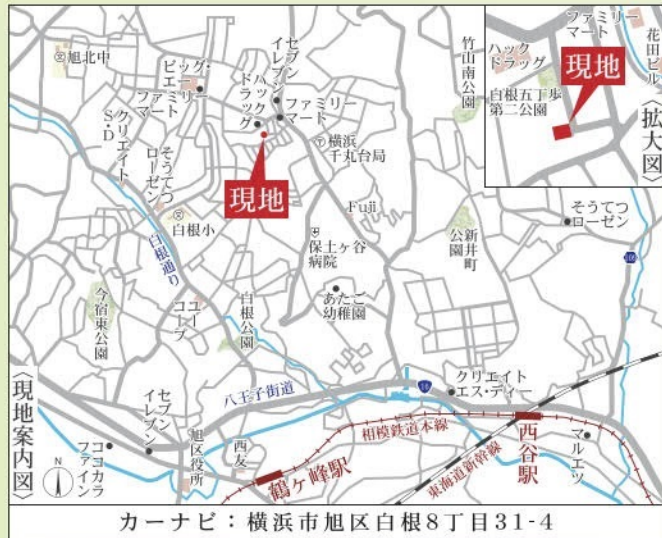 旭北中
ビッグ・エー
ファミリーマート
セブンイレブン
ハックドラッグ
ファミリーマート
竹山南公園
横浜千丸台局
現地
クリエイトS・D
そうてつローゼン
白根小
白根通り
Fuji
保土ヶ谷病院
新井町公園
そうてつローゼン
あたご幼稚園
ユーコープ
白根公園
今宿東公園
八王子街道
16
クリエイトエス・ディー
セブンイレブン
ココカラファイン
旭区役所
西友
相模鉄道本線
鶴ヶ峰駅
東海道新幹線
西谷駅
マルエツ
〈現地案内図〉
N
ファミリーマート
ハックドラッグ
花田ビル
現地
白根五丁歩第二公園
〈拡大図〉
カーナビ：横浜市旭区白根8丁目31-4